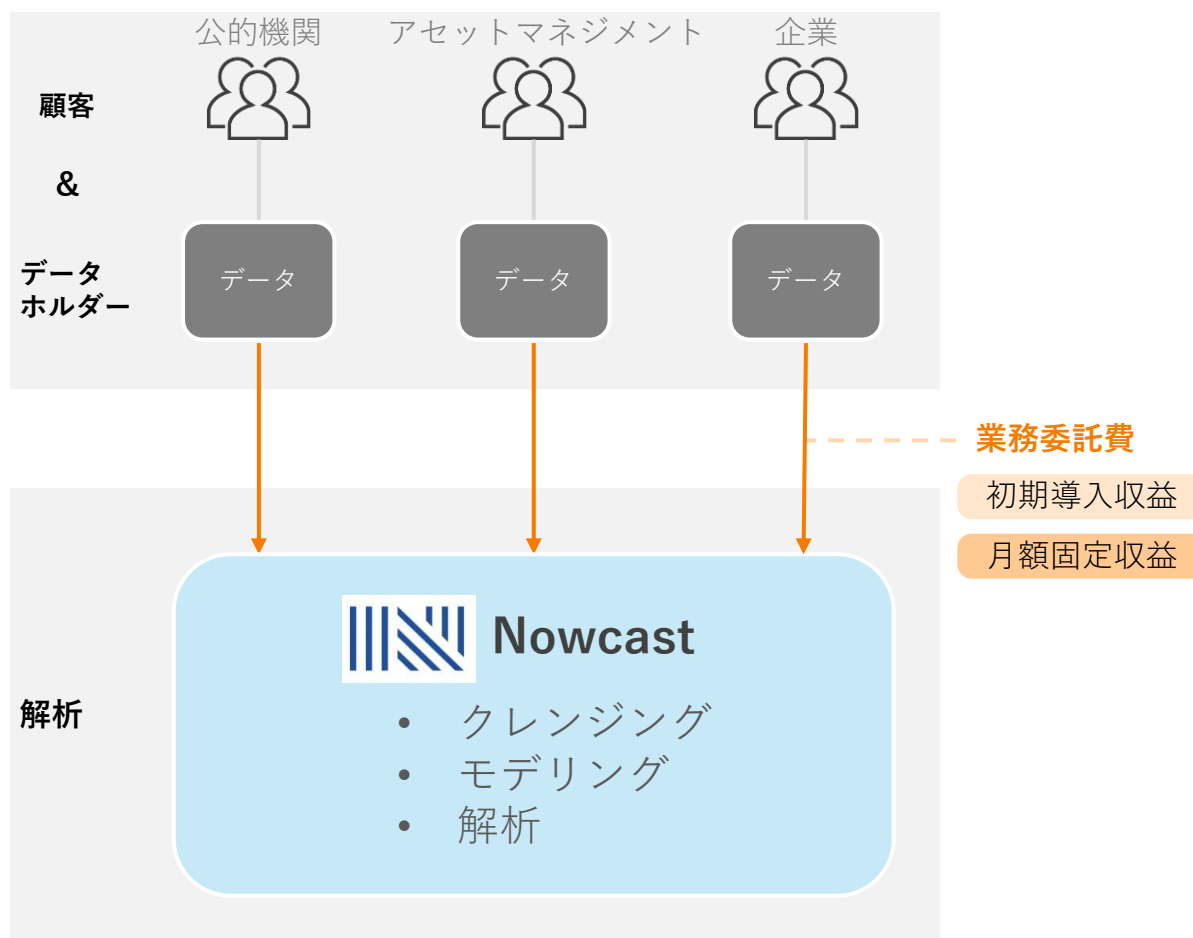 公的機関
アセットマネジメント
企業
顧客
&
データ
ホルダー
データ
データ
データ
業務委託費
初期導入収益
月額固定収益
解析
Nowcast
• クレンジング
• モデリング
• 解析